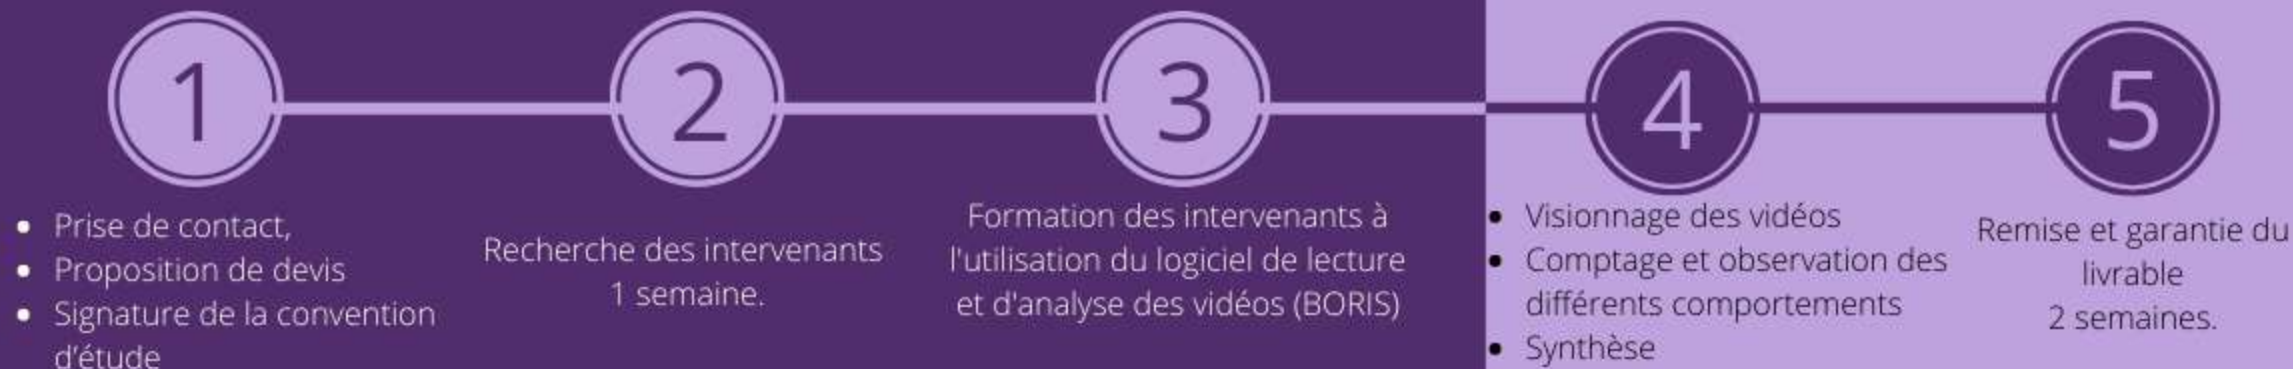 1
2
3
4
5
• Prise de contact,
• Proposition de devis
• Signature de la convention
d'étude
Recherche des intervenants
1 semaine.
Formation des intervenants à
l'utilisation du logiciel de lecture
et d'analyse des vidéos (BORIS)
• Visionnage des vidéos
• Comptage et observation des
différents comportements
• Synthèse
Remise et garantie du
livrable
2 semaines.